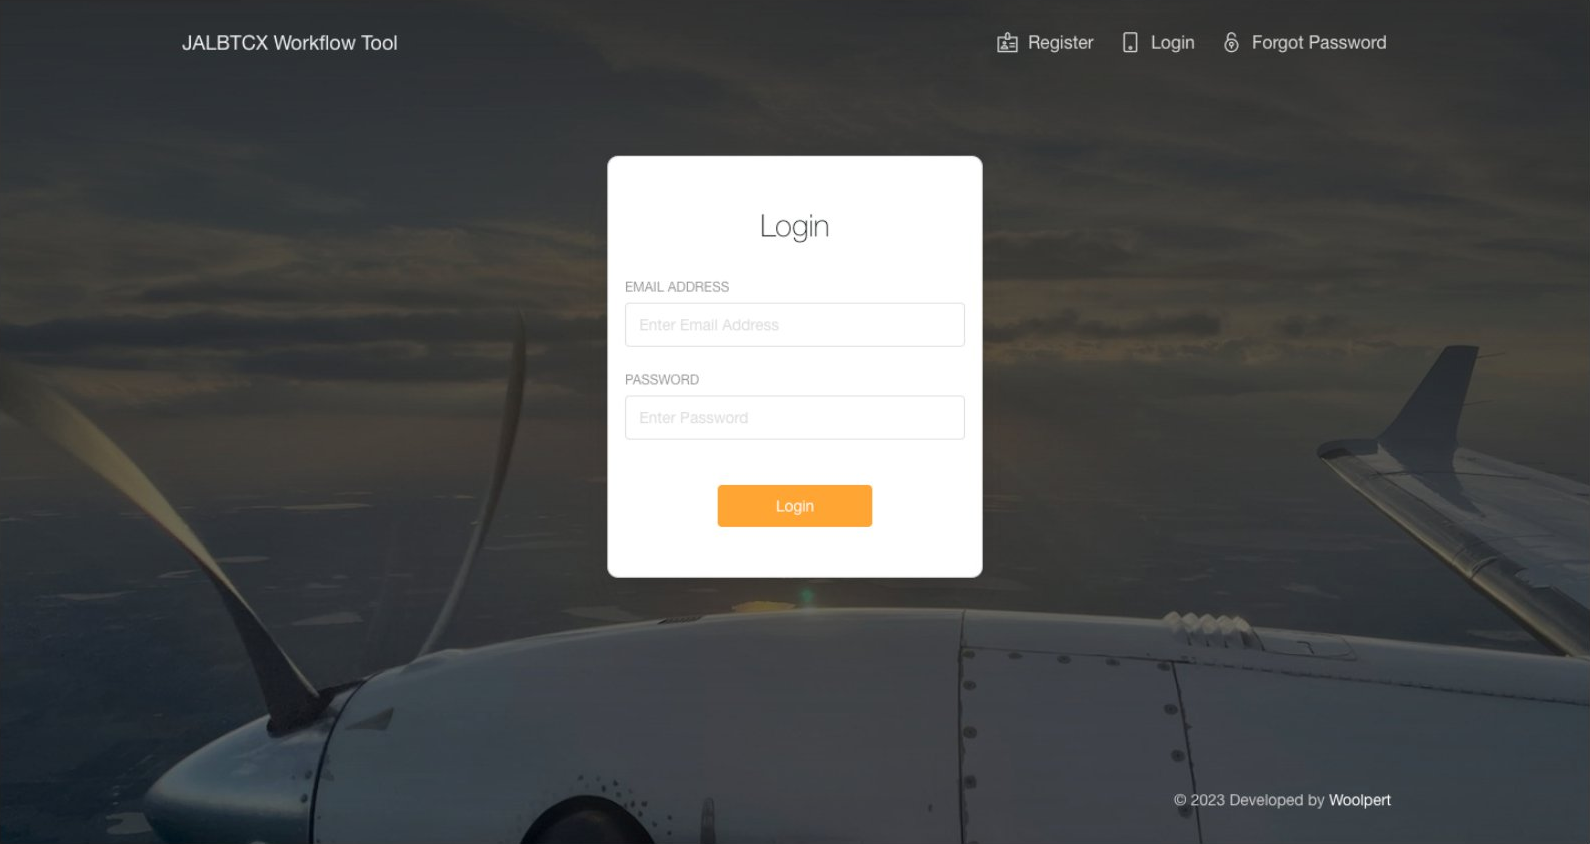 JALBTCX Workflow Tool
Register
Login
Forgot Password
Login
EMAIL ADDRESS
Enter Email Address
PASSWORD
Enter Password
Login
© 2023 Developed by Woolpert